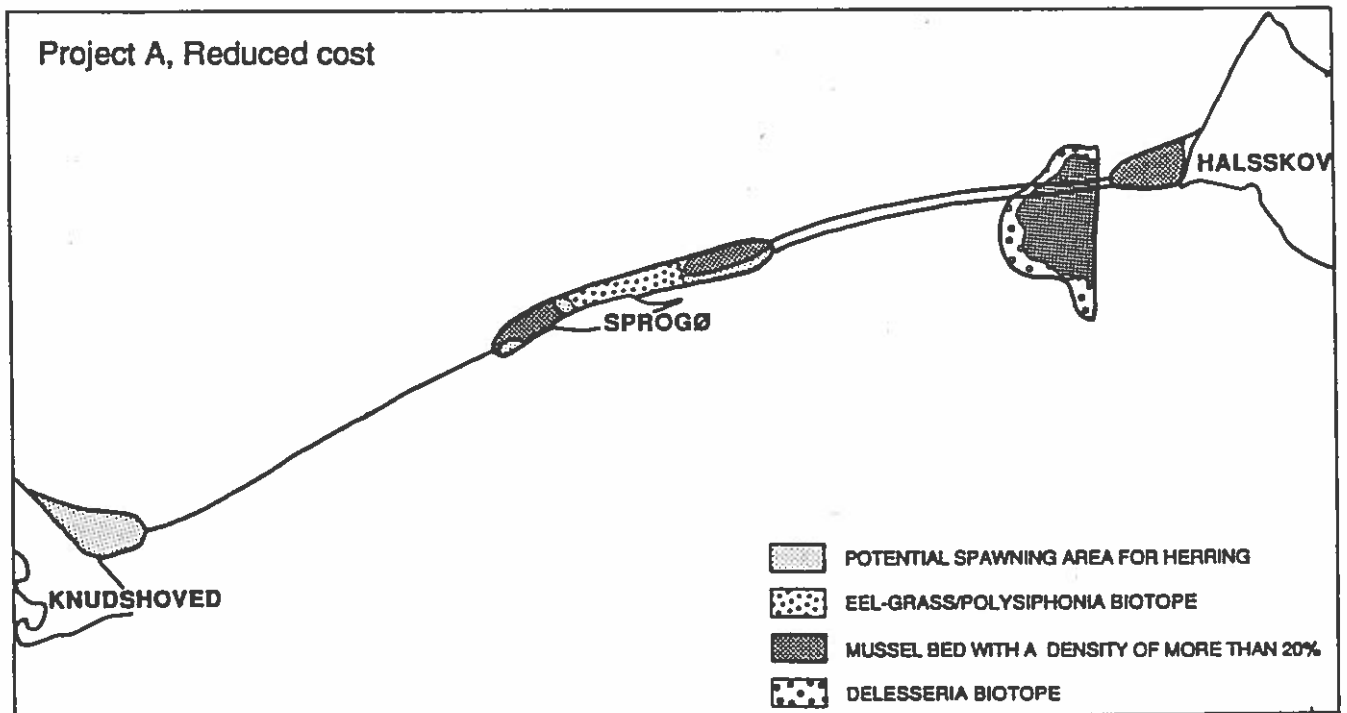 Project A, Reduced cost
HALSSKOV
SPROGØ
KNUDSHOVED
POTENTIAL SPAWNING AREA FOR HERRING
EEL-GRASS/POLYSIPHONIA BIOTOPE
MUSSEL BED WITH A DENSITY OF MORE THAN 20%
DELESSERIA BIOTOPE